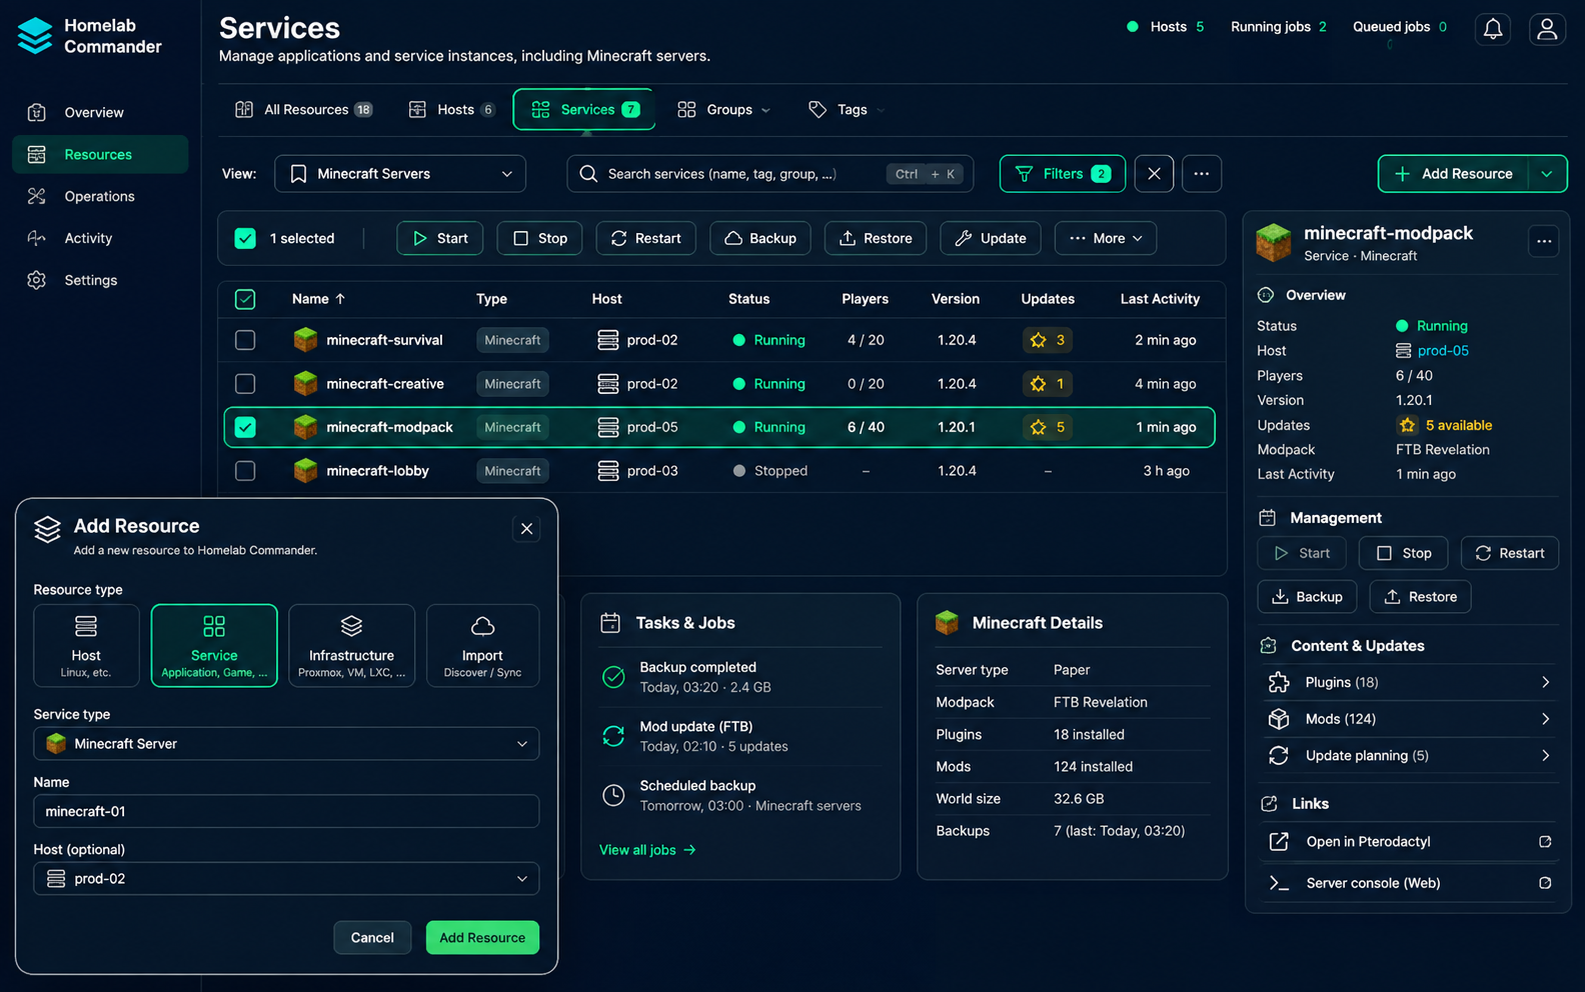 Homelab
Commander
Overview
Resources
Operations
Activity
Settings
Services
Manage applications and service instances, including Minecraft servers.
Hosts 5
Running jobs 2
Queued jobs 0
All Resources 18
Hosts 6
Services 7
Groups
Tags
View:
Minecraft Servers
Search services (name, tag, group, ...)
Ctrl + K
Filters 2
Add Resource
1 selected
Start
Stop
Restart
Backup
Restore
Update
More
Name ↑ Type Host Status Players Version Updates Last Activity
minecraft-survival Minecraft prod-02 Running 4 / 20 1.20.4 3 2 min ago
minecraft-creative Minecraft prod-02 Running 0 / 20 1.20.4 1 4 min ago
minecraft-modpack Minecraft prod-05 Running 6 / 40 1.20.1 5 1 min ago
minecraft-lobby Minecraft prod-03 Stopped – 1.20.4 – 3 h ago
Add Resource
Add a new resource to Homelab Commander.
Resource type
Host
Linux, etc.
Service
Application, Game, ...
Infrastructure
Proxmox, VM, LXC, ...
Import
Discover / Sync
Service type
Minecraft Server
Name
minecraft-01
Host (optional)
prod-02
Cancel
Add Resource
Tasks & Jobs
Backup completed
Today, 03:20 · 2.4 GB
Mod update (FTB)
Today, 02:10 · 5 updates
Scheduled backup
Tomorrow, 03:00 · Minecraft servers
View all jobs →
Minecraft Details
Server type Paper
Modpack FTB Revelation
Plugins 18 installed
Mods 124 installed
World size 32.6 GB
Backups 7 (last: Today, 03:20)
minecraft-modpack
Service · Minecraft
Overview
Status Running
Host prod-05
Players 6 / 40
Version 1.20.1
Updates 5 available
Modpack FTB Revelation
Last Activity 1 min ago
Management
Start
Stop
Restart
Backup
Restore
Content & Updates
Plugins (18)
Mods (124)
Update planning (5)
Links
Open in Pterodactyl
Server console (Web)